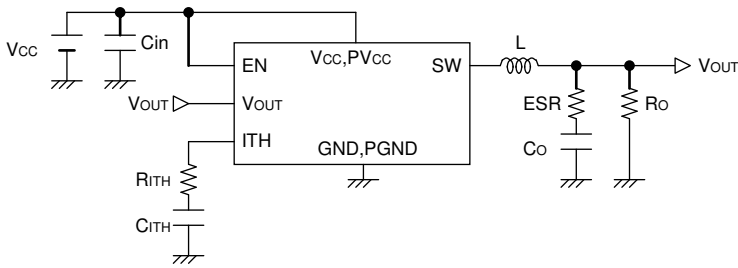 VCC
Cin
EN
VCC,PVCC
SW
L
VOUT
VOUT
VOUT
ESR
RO
ITH
GND,PGND
CO
RITH
CITH